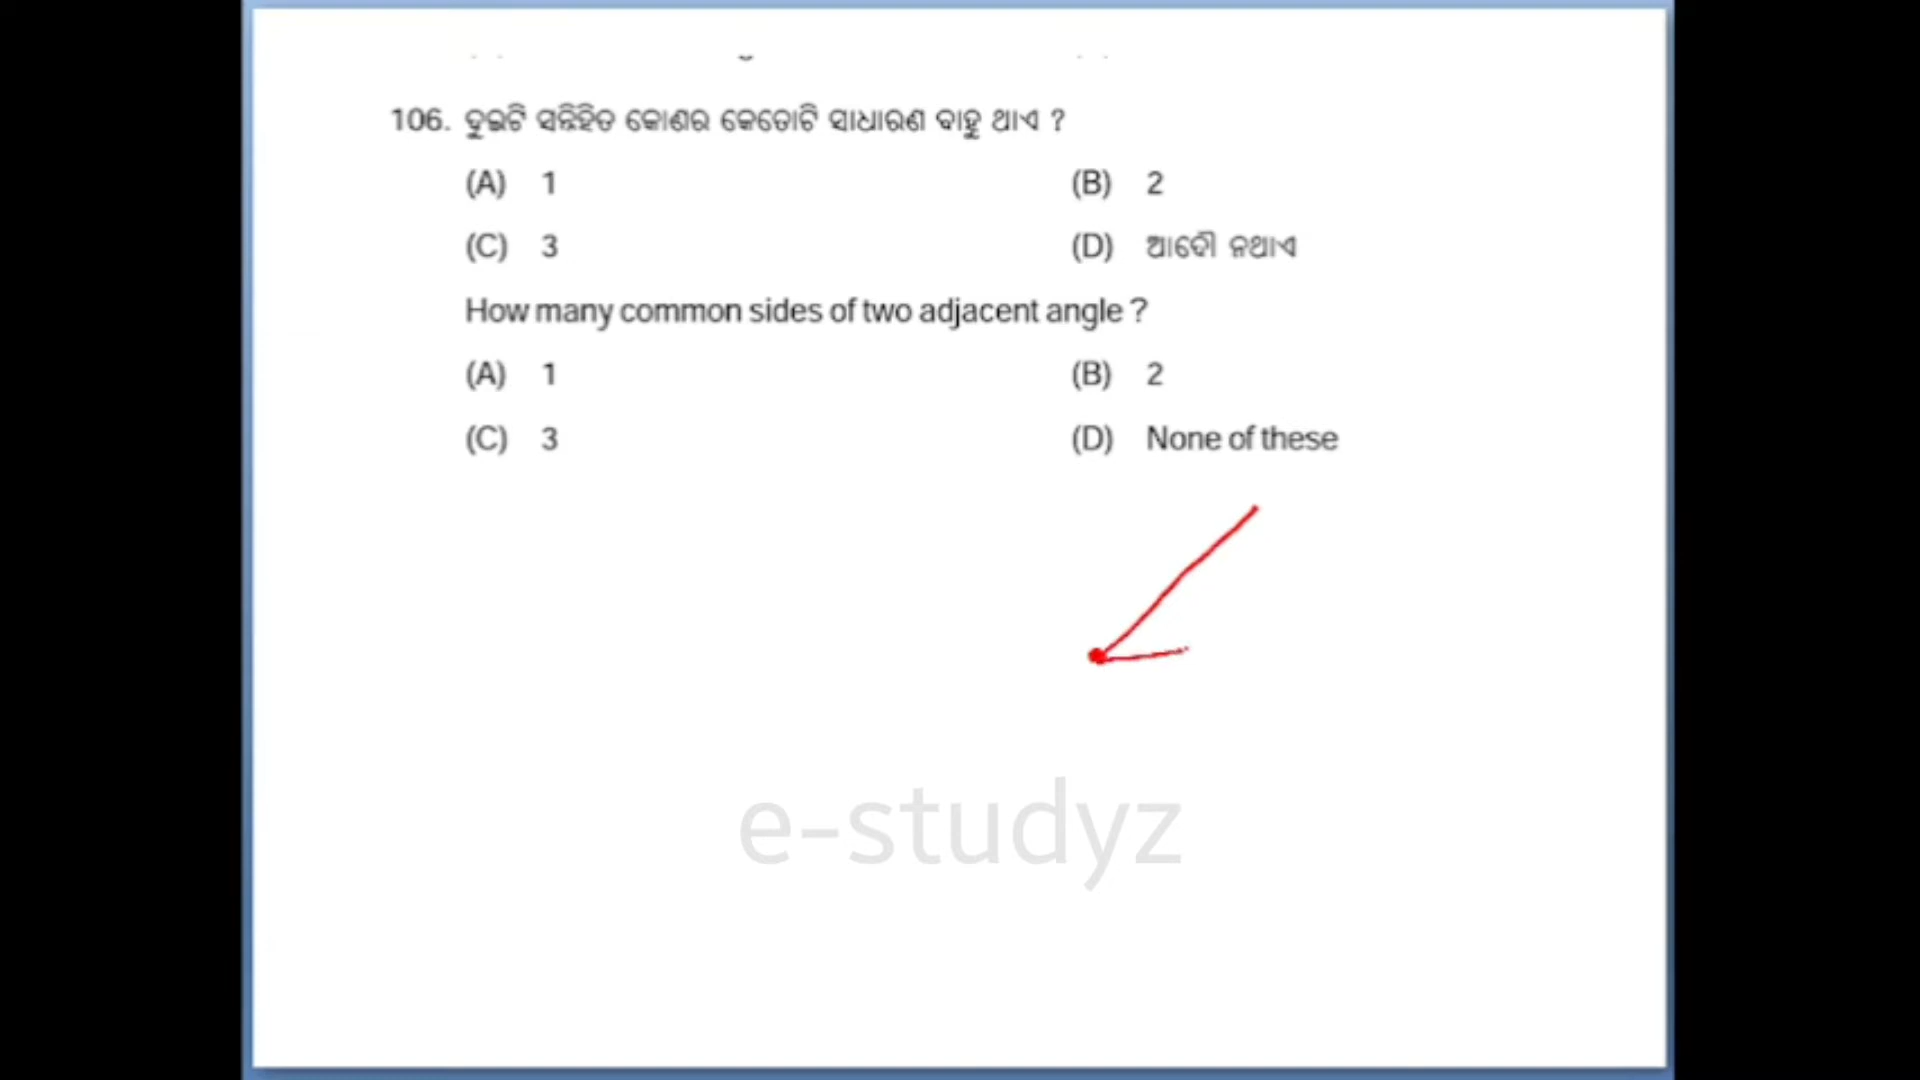 106. ଦୁଇଟି ସନ୍ନିହିତ କୋଣର କେତୋଟି ସାଧାରଣ ବାହୁ ଥାଏ ?
(A) 1 (B) 2
(C) 3 (D) ଆଦୌ ନଥାଏ
How many common sides of two adjacent angle ?
(A) 1 (B) 2
(C) 3 (D) None of these
e-studyz